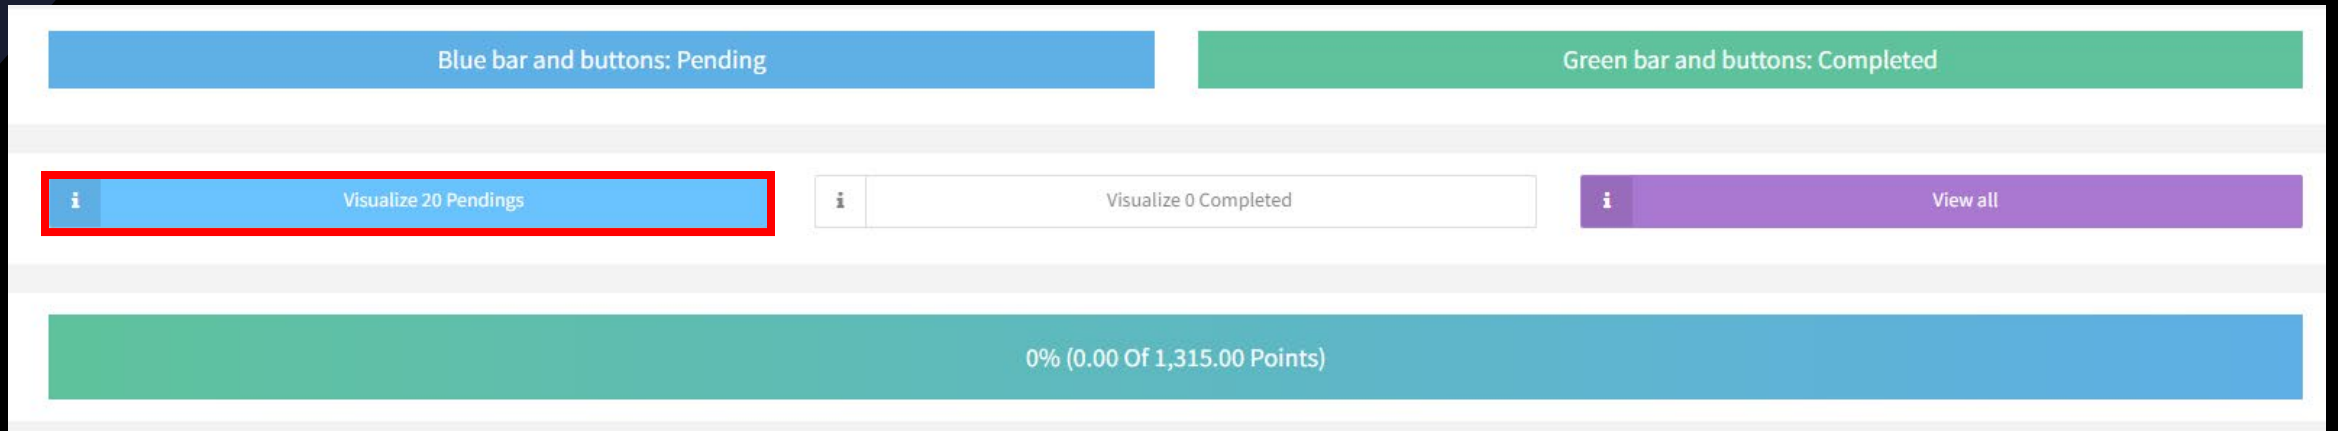 Blue bar and buttons: Pending
Green bar and buttons: Completed
i Visualize 20 Pendings
i Visualize 0 Completed
i View all
0% (0.00 Of 1,315.00 Points)